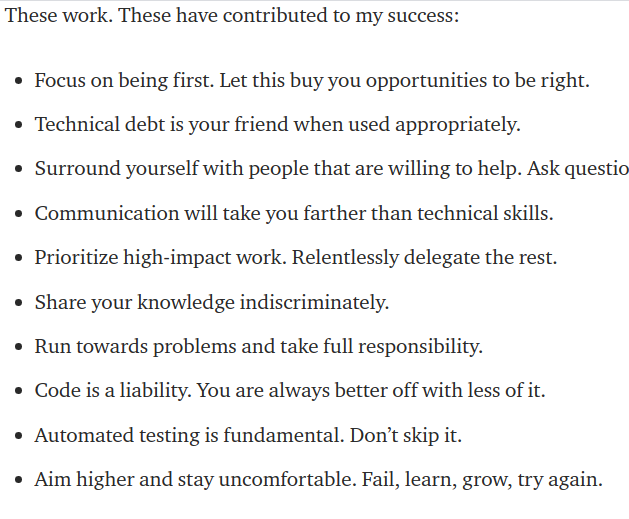 These work. These have contributed to my success:
• Focus on being first. Let this buy you opportunities to be right.
• Technical debt is your friend when used appropriately.
• Surround yourself with people that are willing to help. Ask questio
• Communication will take you farther than technical skills.
• Prioritize high-impact work. Relentlessly delegate the rest.
• Share your knowledge indiscriminately.
• Run towards problems and take full responsibility.
• Code is a liability. You are always better off with less of it.
• Automated testing is fundamental. Don’t skip it.
• Aim higher and stay uncomfortable. Fail, learn, grow, try again.